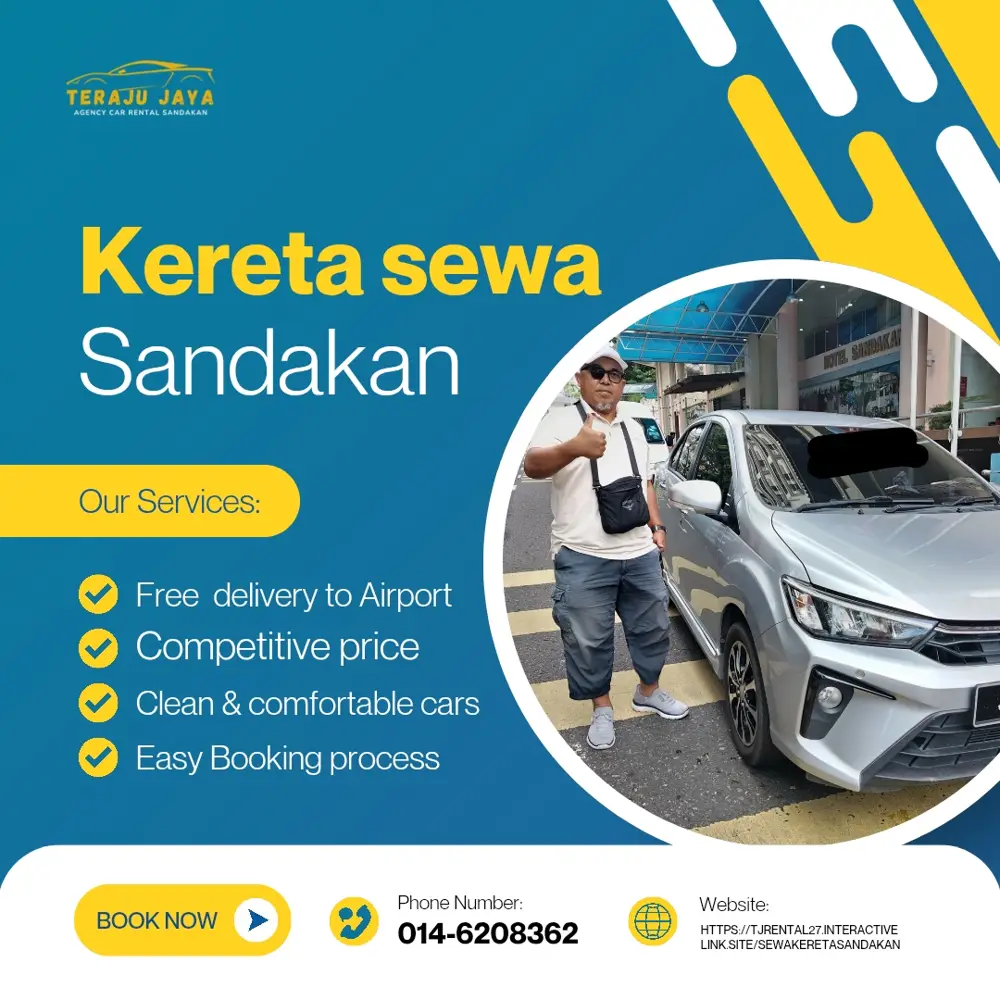 TERAJU JAYA
AGENCY CAR RENTAL SANDAKAN
Kereta sewa
Sandakan
HOTEL SANDAKAN
Our Services:
Free delivery to Airport
Competitive price
Clean & comfortable cars
Easy Booking process
BOOK NOW
Phone Number:
014-6208362
Website:
HTTPS://TJRENTAL27.INTERACTIVE
LINK.SITE/SEWAKERETASANDAKAN